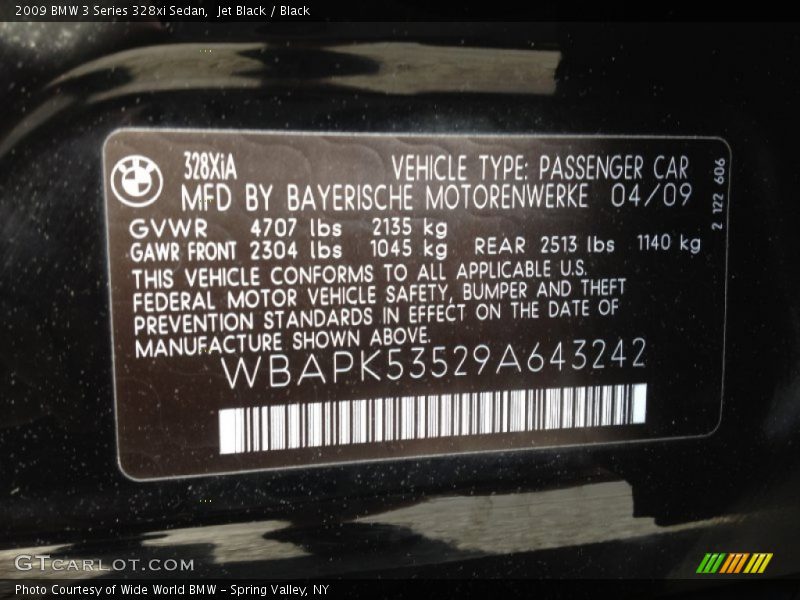 2009 BMW 3 Series 328xi Sedan,  Jet Black / Black
328XiA VEHICLE TYPE: PASSENGER CAR
MFD BY BAYERISCHE MOTORENWERKE 04/09
GVWR 4707 lbs 2135 kg
GAWR FRONT 2304 lbs 1045 kg REAR 2513 lbs 1140 kg
THIS VEHICLE CONFORMS TO ALL APPLICABLE U.S.
FEDERAL MOTOR VEHICLE SAFETY, BUMPER AND THEFT
PREVENTION STANDARDS IN EFFECT ON THE DATE OF
MANUFACTURE SHOWN ABOVE.
WBAPK53529A643242
2 122 606
GTCARLOT.COM
Photo Courtesy of Wide World BMW - Spring Valley, NY